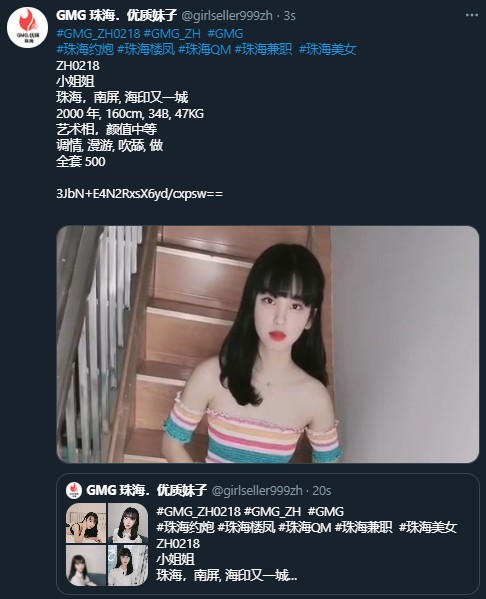 GMG 珠海．优质妹子 @girlseller999zh · 3s
#GMG_ZH0218 #GMG_ZH #GMG
#珠海约炮 #珠海楼凤 #珠海QM #珠海兼职 #珠海美女
ZH0218
小姐姐
珠海，南屏, 海印又一城
2000 年, 160cm, 34B, 47KG
艺术相，颜值中等
调情, 漫游, 吹舔, 做
全套 500
3JbN+E4N2RxsX6yd/cxpsw==
GMG 珠海．优质妹子 @girlseller999zh · 20s
#GMG_ZH0218 #GMG_ZH #GMG
#珠海约炮 #珠海楼凤 #珠海QM #珠海兼职 #珠海美女
ZH0218
小姐姐
珠海，南屏, 海印又一城...